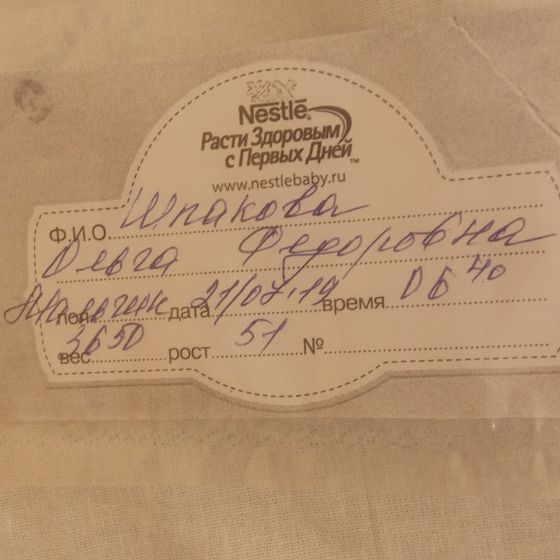 Nestlé®
Расти Здоровым
с Первых Дней™
www.nestlebaby.ru
Ф.И.О. Шпакова
Ольга Федоровна
пол Мальчик дата 21/07.19 время 06 40
вес 3650 рост 51 №